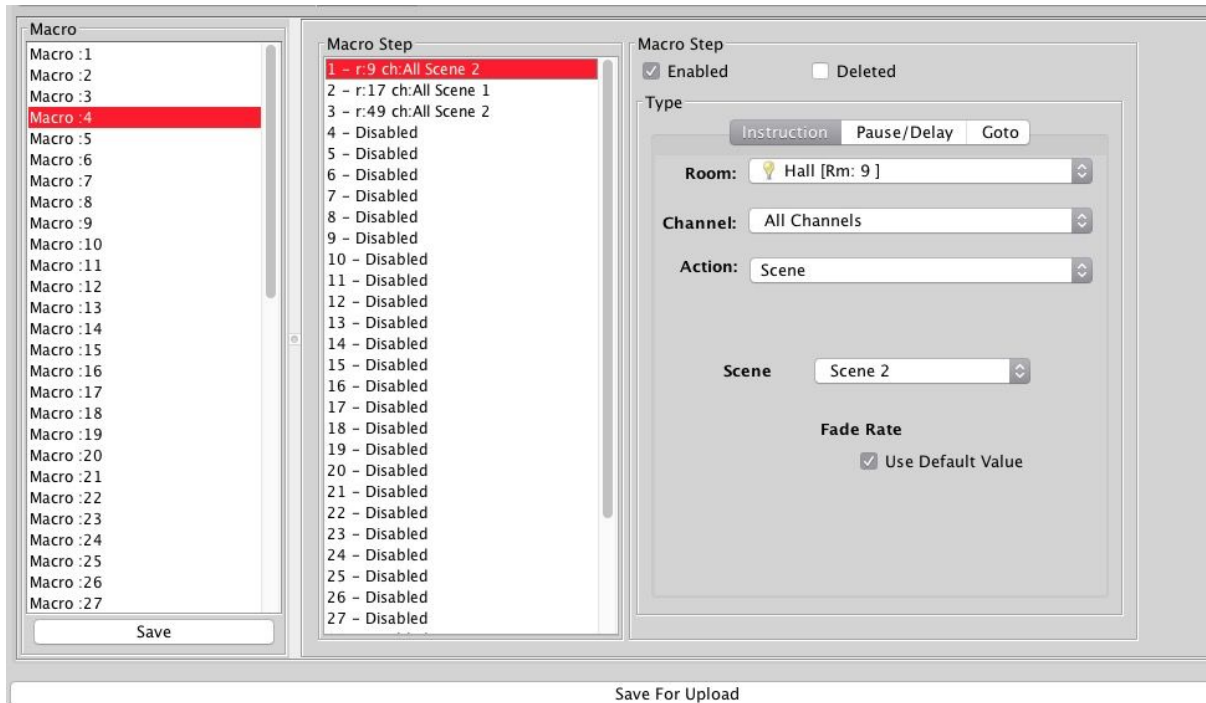 Macro
Macro :1
Macro :2
Macro :3
Macro :4
Macro :5
Macro :6
Macro :7
Macro :8
Macro :9
Macro :10
Macro :11
Macro :12
Macro :13
Macro :14
Macro :15
Macro :16
Macro :17
Macro :18
Macro :19
Macro :20
Macro :21
Macro :22
Macro :23
Macro :24
Macro :25
Macro :26
Macro :27
Save
Macro Step
1 - r:9 ch:All Scene 2
2 - r:17 ch:All Scene 1
3 - r:49 ch:All Scene 2
4 - Disabled
5 - Disabled
6 - Disabled
7 - Disabled
8 - Disabled
9 - Disabled
10 - Disabled
11 - Disabled
12 - Disabled
13 - Disabled
14 - Disabled
15 - Disabled
16 - Disabled
17 - Disabled
18 - Disabled
19 - Disabled
20 - Disabled
21 - Disabled
22 - Disabled
23 - Disabled
24 - Disabled
25 - Disabled
26 - Disabled
27 - Disabled
Macro Step
Enabled Deleted
Type
Instruction Pause/Delay Goto
Room: Hall [Rm: 9 ]
Channel: All Channels
Action: Scene
Scene Scene 2
Fade Rate
Use Default Value
Save For Upload